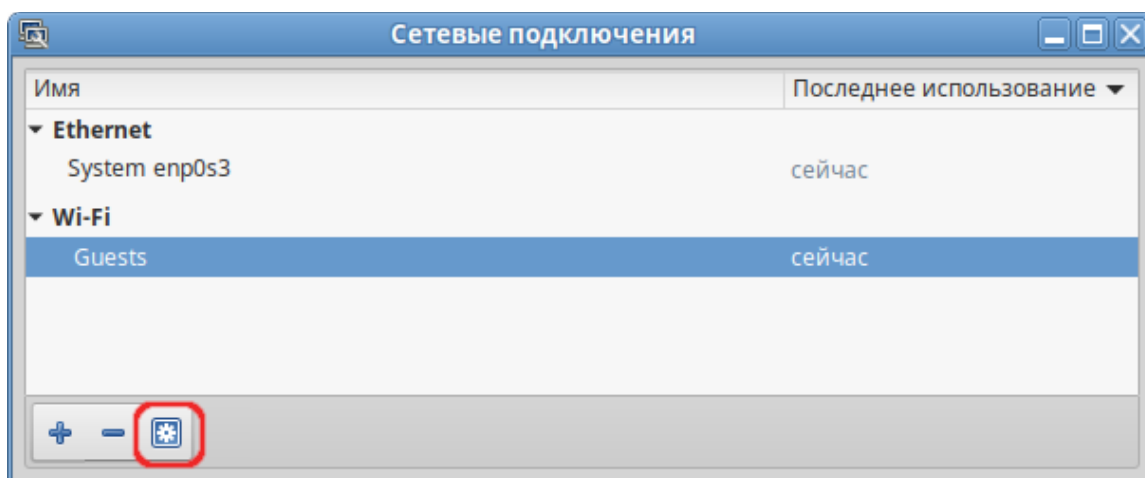 Сетевые подключения
Имя Последнее использование
Ethernet
System enp0s3 сейчас
Wi-Fi
Guests сейчас